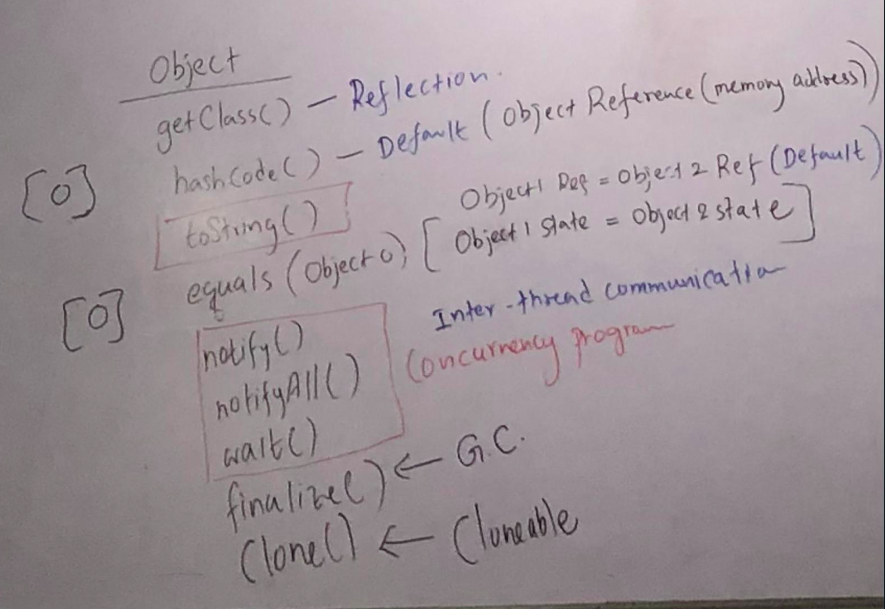 Object
getClass() — Reflection.
hashCode() — Default (Object Reference (memory address))
[O]
toString()
Object1 Ref = Object 2 Ref (Default)
equals (Object o) [Object 1 State = Object 2 state]
[O]
notify()
Inter-thread communication
notifyAll()
Concurrency program
wait()
finalize() ← G.C.
Clone() ← Cloneable